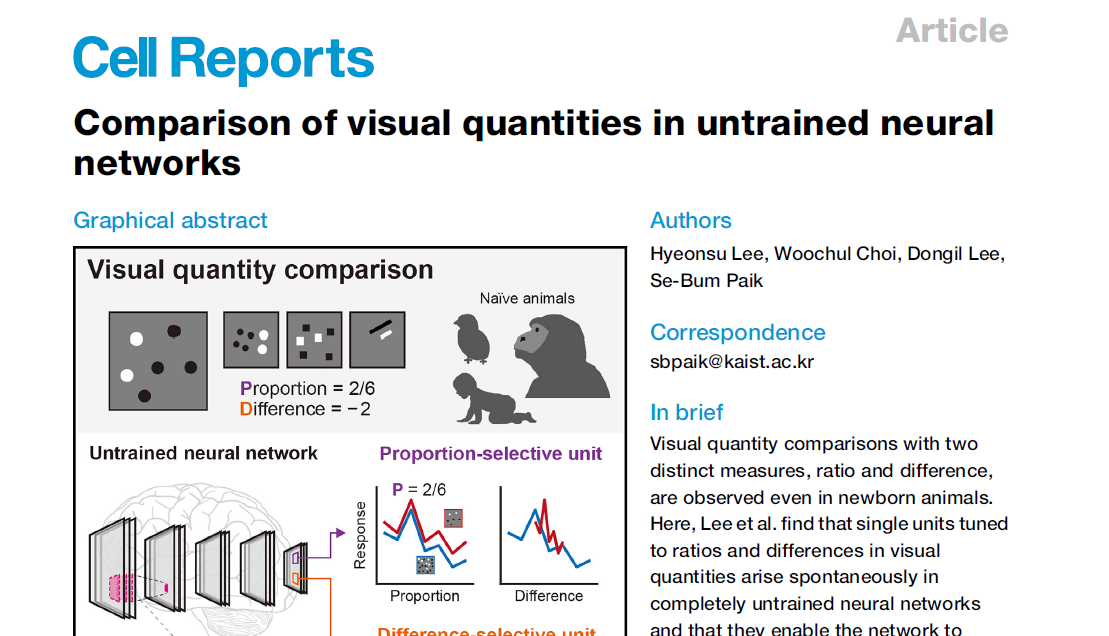 Article
Cell Reports
Comparison of visual quantities in untrained neural
networks
Graphical abstract
Visual quantity comparison
Naïve animals
Proportion = 2/6
Difference = −2
Untrained neural network
Proportion-selective unit
P = 2/6
Response
Proportion
Difference
Difference-selective unit
Authors
Hyeonsu Lee, Woochul Choi, Dongil Lee,
Se-Bum Paik
Correspondence
sbpaik@kaist.ac.kr
In brief
Visual quantity comparisons with two
distinct measures, ratio and difference,
are observed even in newborn animals.
Here, Lee et al. find that single units tuned
to ratios and differences in visual
quantities arise spontaneously in
completely untrained neural networks
and that they enable the network to